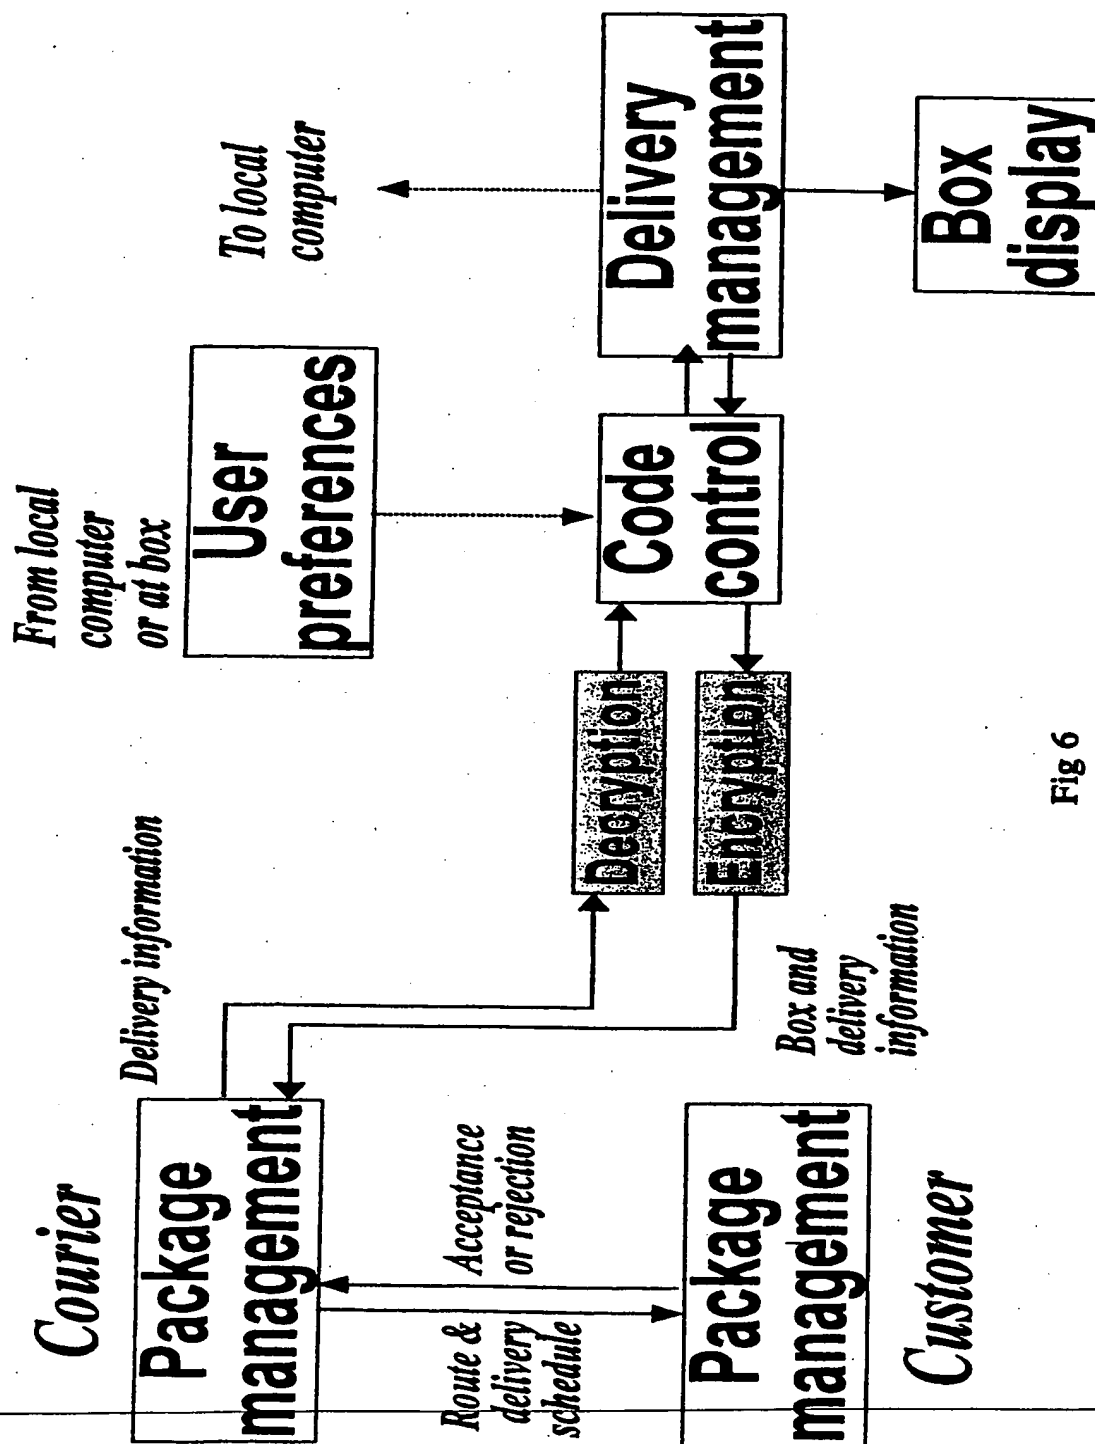 Courier
Package
management
Delivery information
Route &
delivery
schedule
Acceptance
or rejection
Package
management
Customer
Box and
delivery
information
Decryption
Encryption
From local
computer
or at box
User
preferences
Code
control
To local
computer
Delivery
management
Box
display
Fig 6